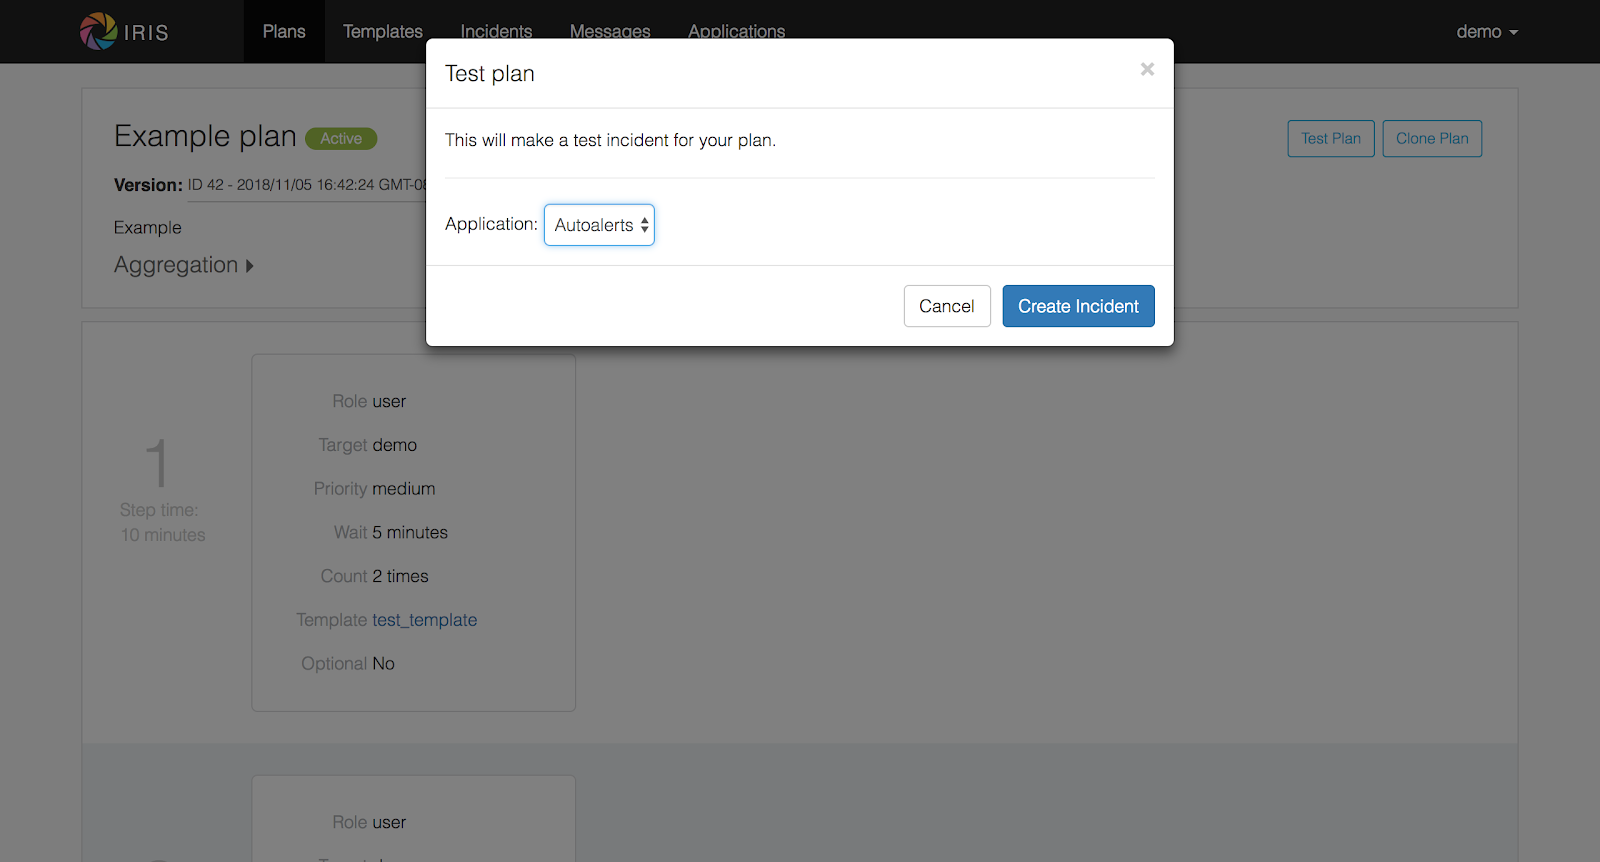 IRIS Plans Templates Incidents Messages Applications demo
Test plan ×
Example plan Active
This will make a test incident for your plan.
Test Plan Clone Plan
Version: ID 42 - 2018/11/05 16:42:24
Application: Autoalerts
Example
Aggregation
Cancel Create Incident
1
Step time:
10 minutes
Role user
Target demo
Priority medium
Wait 5 minutes
Count 2 times
Template test_template
Optional No
Role user